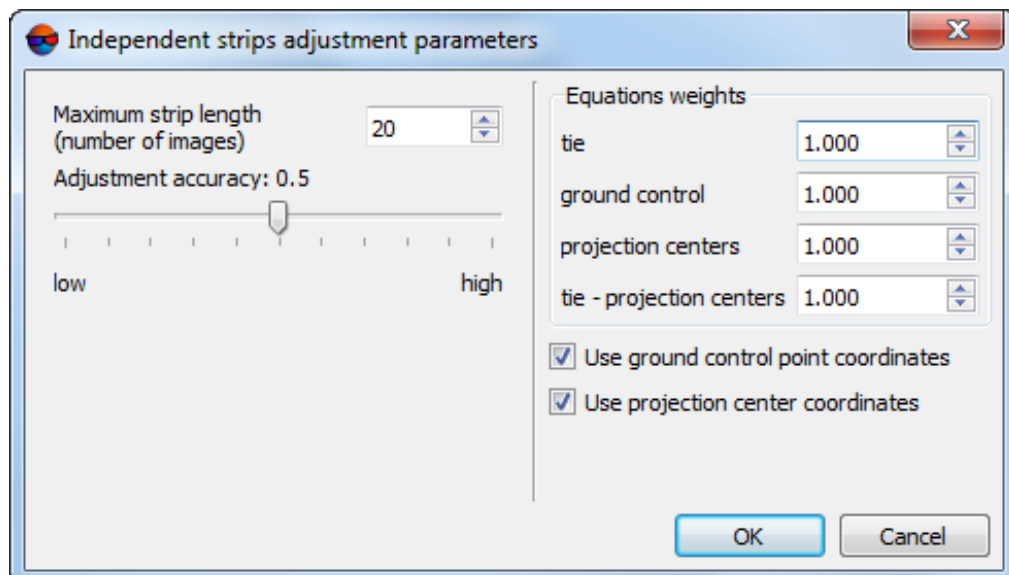 Independent strips adjustment parameters
Maximum strip length
(number of images)
20
Adjustment accuracy: 0.5
low high
Equations weights
tie 1.000
ground control 1.000
projection centers 1.000
tie - projection centers 1.000
Use ground control point coordinates
Use projection center coordinates
OK Cancel